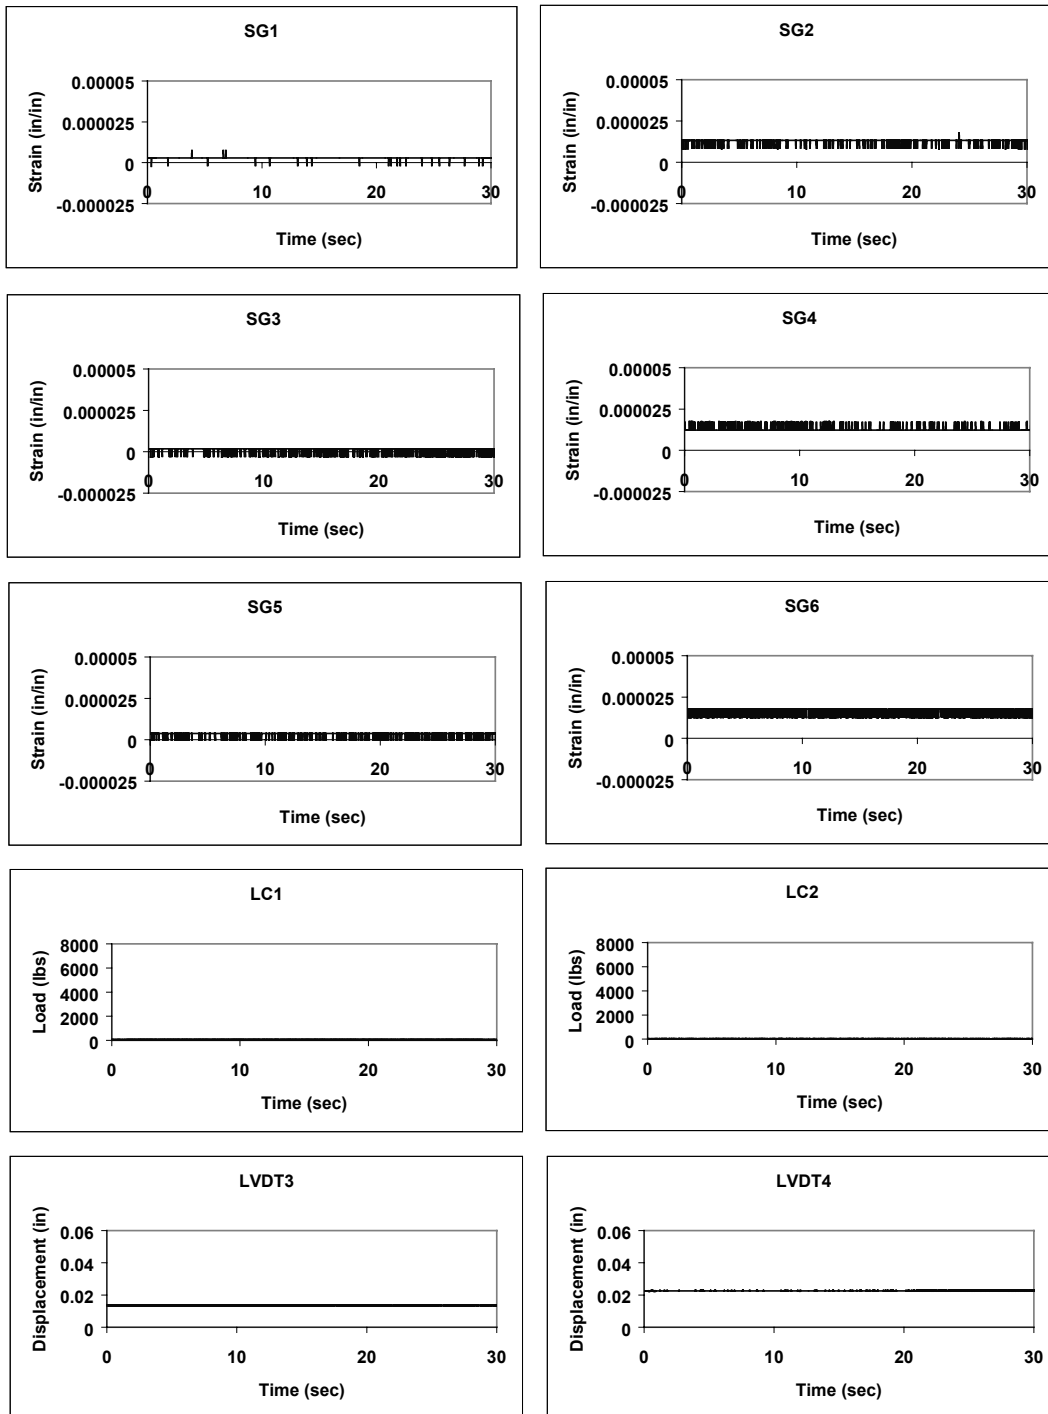 SG1
Strain (in/in)
0.00005
0.000025
0
-0.000025
0 10 20 30
Time (sec)
SG2
Strain (in/in)
0.00005
0.000025
0
-0.000025
0 10 20 30
Time (sec)
SG3
Strain (in/in)
0.00005
0.000025
0
-0.000025
0 10 20 30
Time (sec)
SG4
Strain (in/in)
0.00005
0.000025
0
-0.000025
0 10 20 30
Time (sec)
SG5
Strain (in/in)
0.00005
0.000025
0
-0.000025
0 10 20 30
Time (sec)
SG6
Strain (in/in)
0.00005
0.000025
0
-0.000025
0 10 20 30
Time (sec)
LC1
Load (lbs)
8000
6000
4000
2000
0
0 10 20 30
Time (sec)
LC2
Load (lbs)
8000
6000
4000
2000
0
0 10 20 30
Time (sec)
LVDT3
Displacement (in)
0.06
0.04
0.02
0
0 10 20 30
Time (sec)
LVDT4
Displacement (in)
0.06
0.04
0.02
0
0 10 20 30
Time (sec)